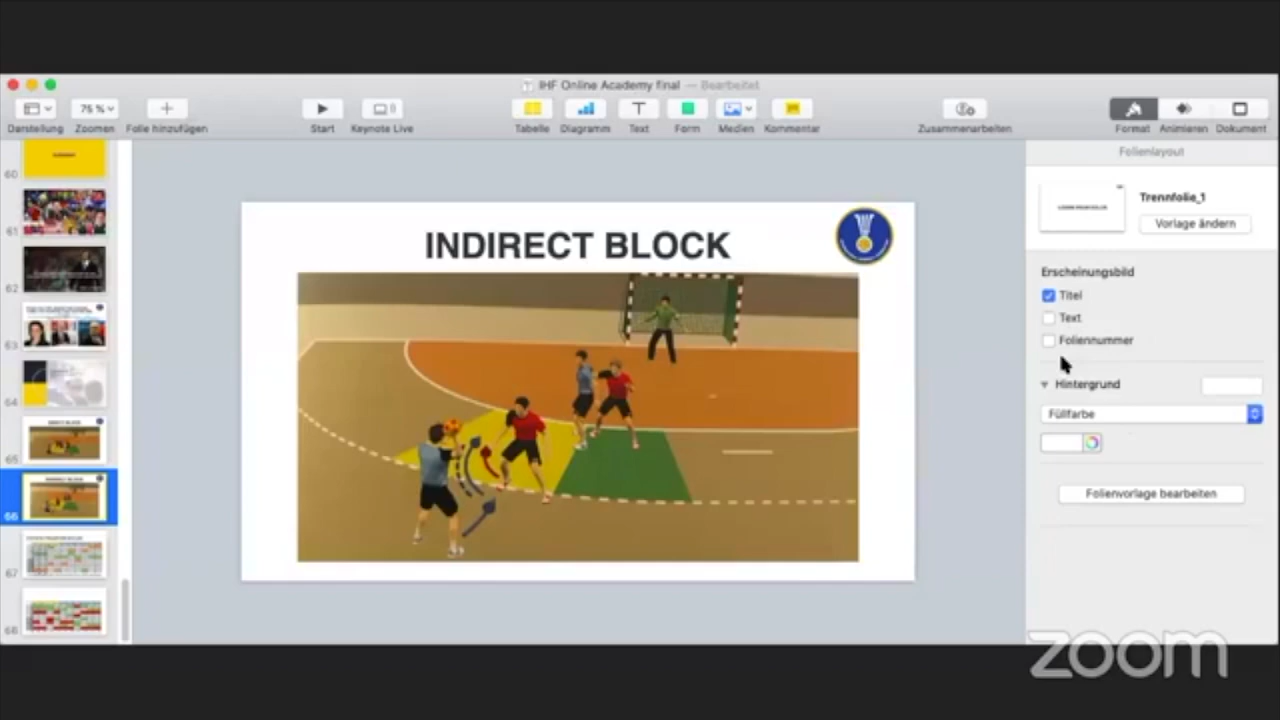 IHF Online Academy final — Bearbeitet
75 %
Darstellung Zoomen Folie hinzufügen Start Keynote Live Tabelle Diagramm Text Form Medien Kommentar Zusammenarbeiten Format Animieren Dokument
Folienlayout
Trennfolie_1
Vorlage ändern
Erscheinungsbild
Titel
Text
Foliennummer
Hintergrund
Füllfarbe
Folienvorlage bearbeiten
INDIRECT BLOCK
60
61
62
63
64
65
66
67
68
zoom